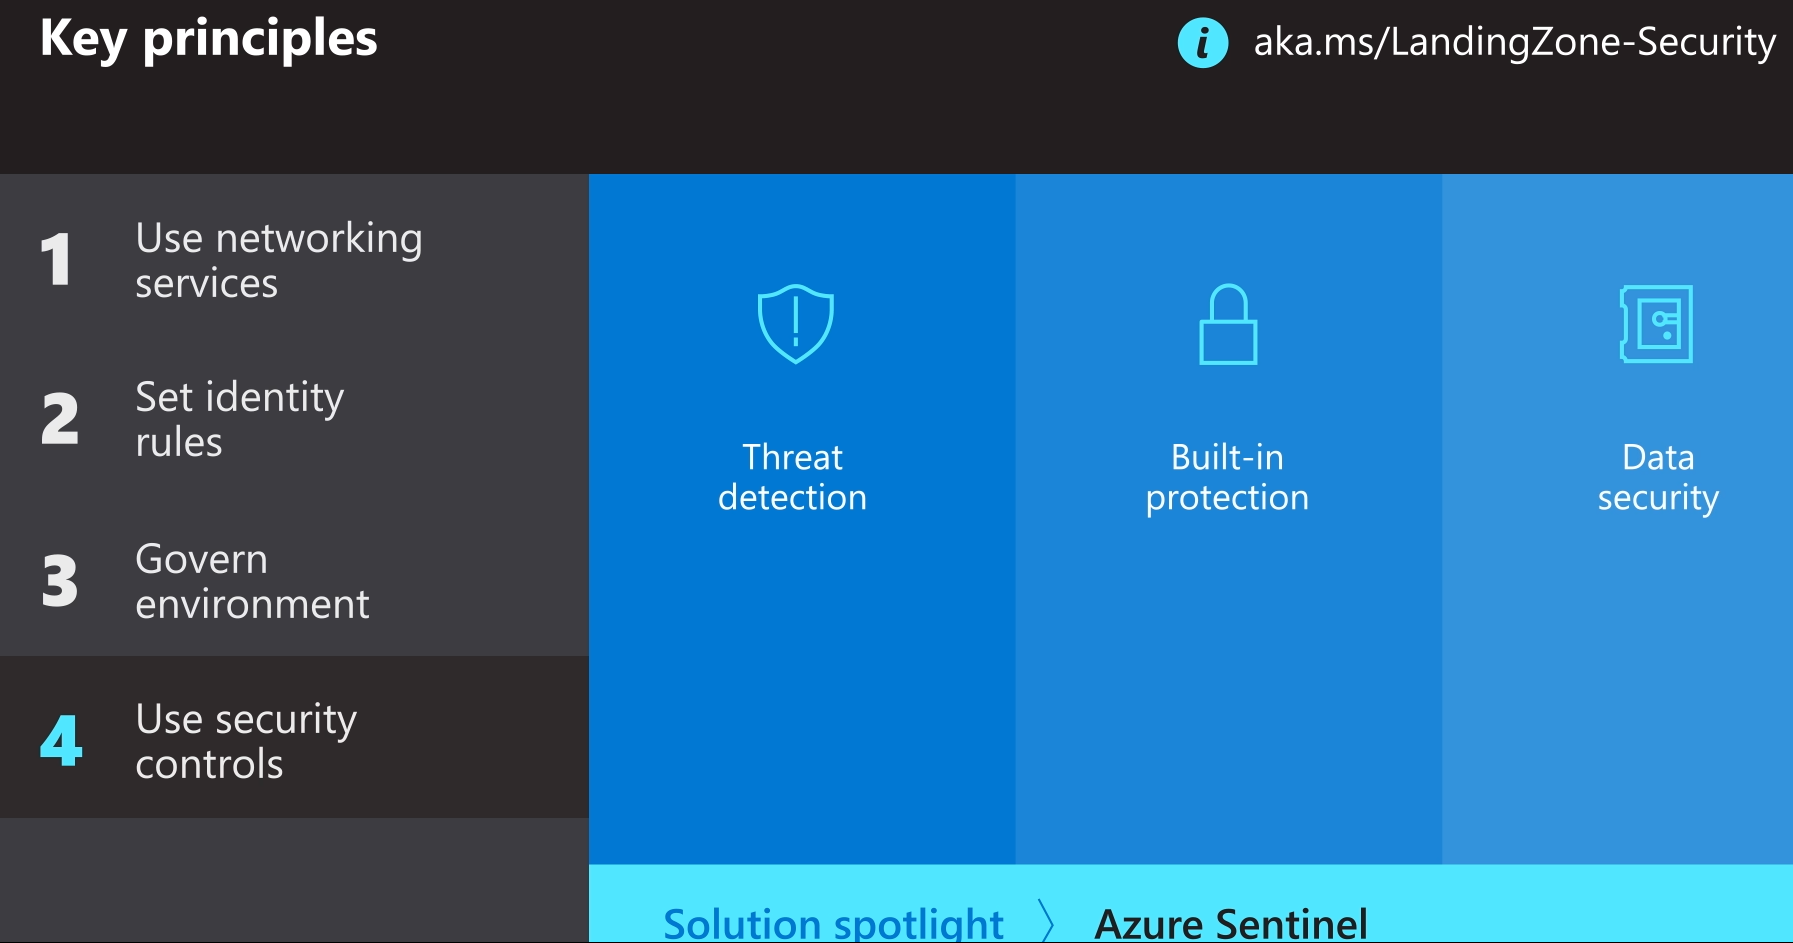 Key principles
i aka.ms/LandingZone-Security
1 Use networking
services
2 Set identity
rules
3 Govern
environment
4 Use security
controls
Threat
detection
Built-in
protection
Data
security
Solution spotlight 〉 Azure Sentinel